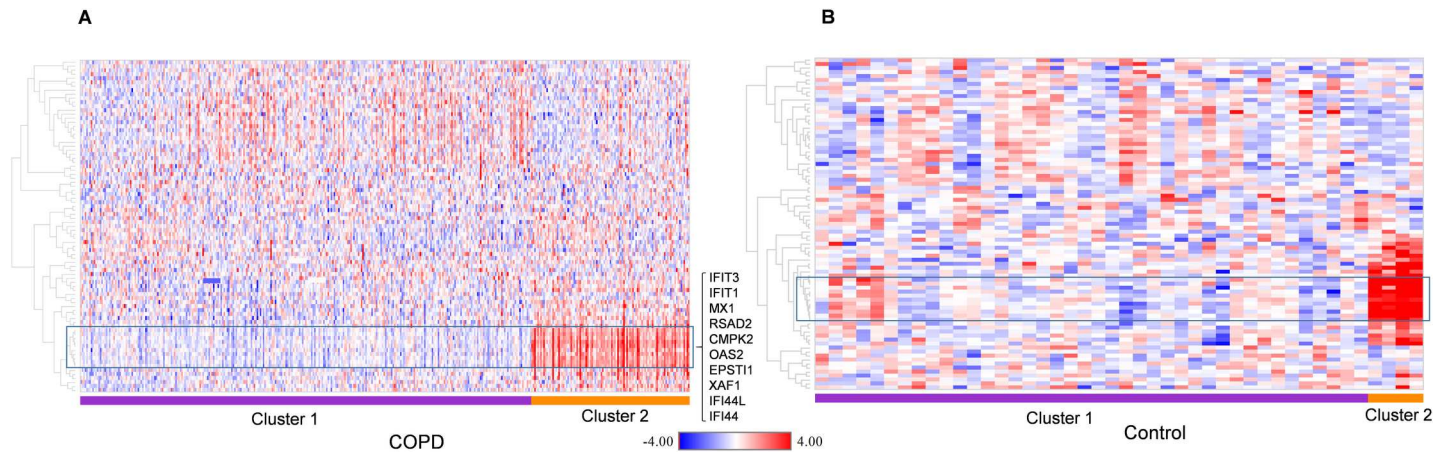 A
B
IFIT3
IFIT1
MX1
RSAD2
CMPK2
OAS2
EPSTI1
XAF1
IFI44L
IFI44
Cluster 1
Cluster 2
COPD
-4.00
4.00
Cluster 1
Cluster 2
Control